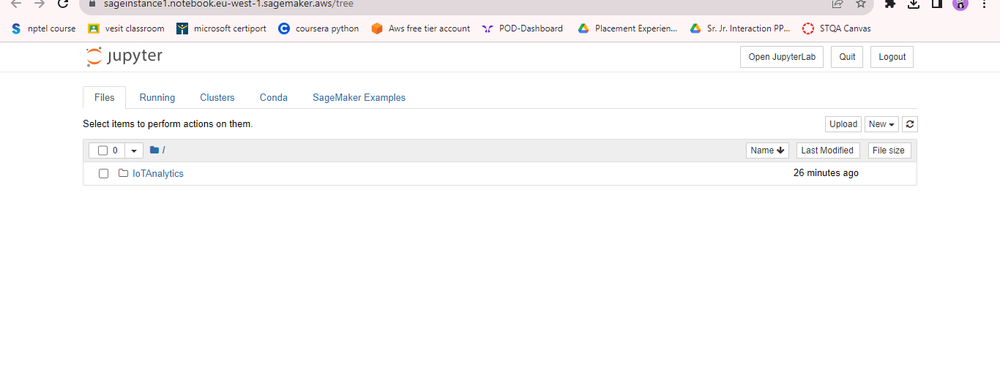 sageinstance1.notebook.eu-west-1.sagemaker.aws/tree
nptel course vesit classroom microsoft certiport coursera python Aws free tier account POD-Dashboard Placement Experien... Sr. Jr. Interaction PP... STQA Canvas
jupyter Open JupyterLab Quit Logout
Files Running Clusters Conda SageMaker Examples
Select items to perform actions on them. Upload New
0 / Name Last Modified File size
IoTAnalytics 26 minutes ago